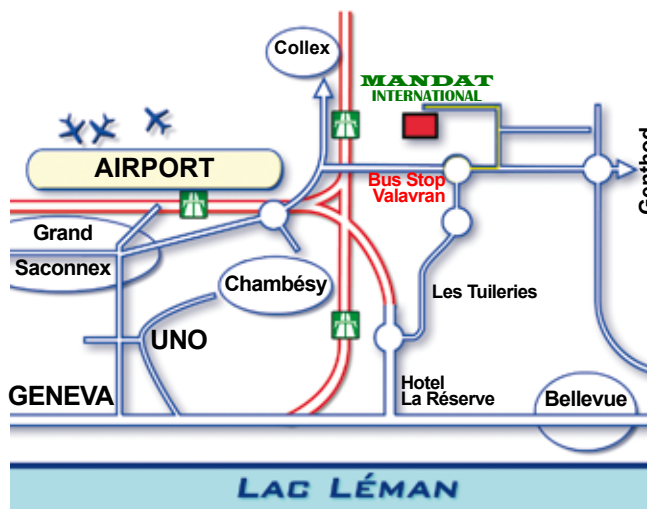 Collex
MANDAT
INTERNATIONAL
AIRPORT
Bus Stop
Valavran
Genthod
Grand
Saconnex
Chambésy
Les Tuileries
UNO
GENEVA
Hotel
La Réserve
Bellevue
LAC LÉMAN